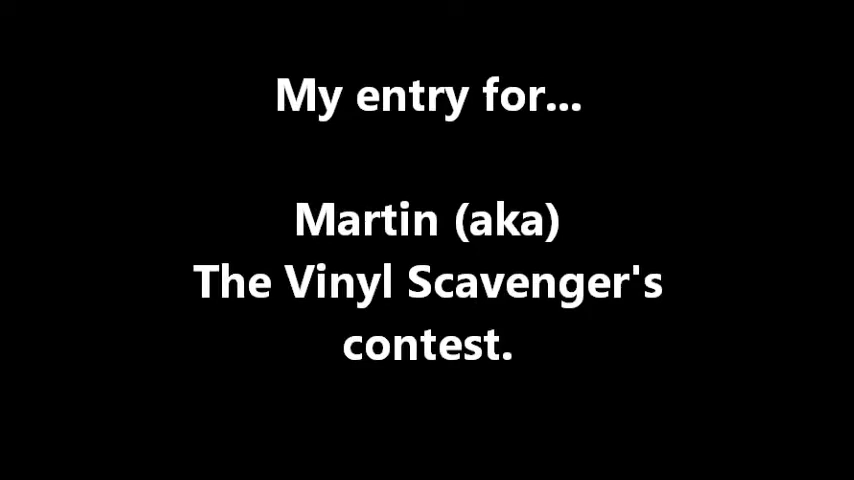 My entry for...
Martin (aka)
The Vinyl Scavenger's
contest.